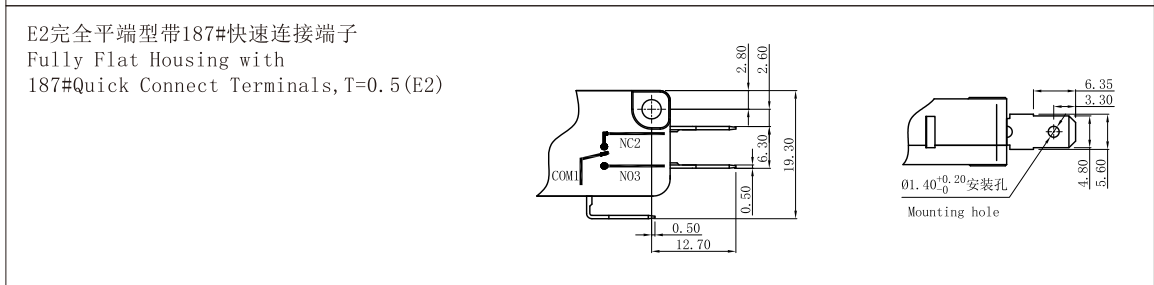 E2完全平端型带187#快速连接端子
Fully Flat Housing with
187#Quick Connect Terminals,T=0.5(E2)
2.80
2.60
NC2
COM1
NO3
6.30
19.30
0.50
0.50
12.70
6.35
3.30
4.80
5.60
Ø1.40+0.20-0安装孔
Mounting hole